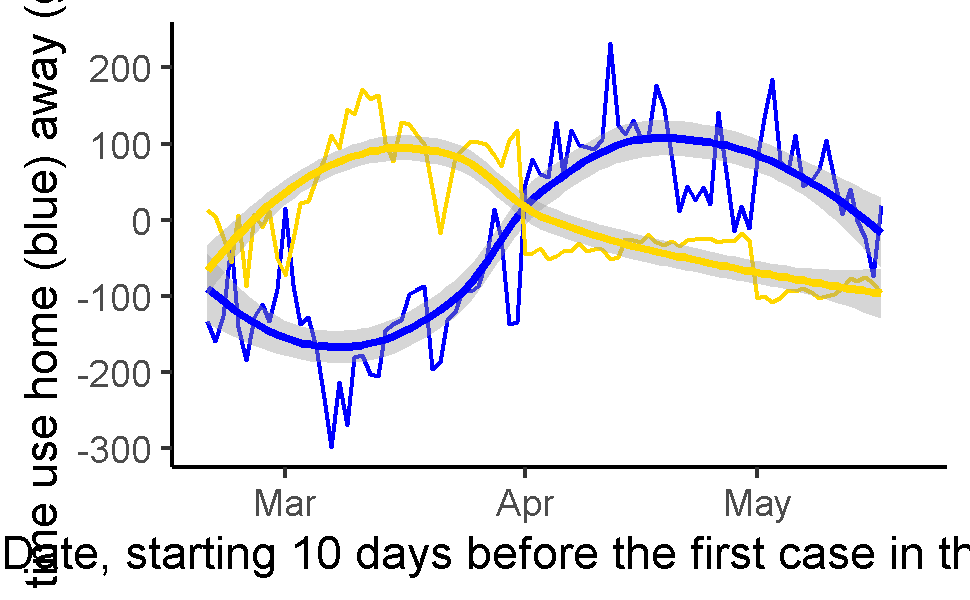 time use home (blue) away (
200
100
0
-100
-200
-300
Mar Apr May
Date, starting 10 days before the first case in th